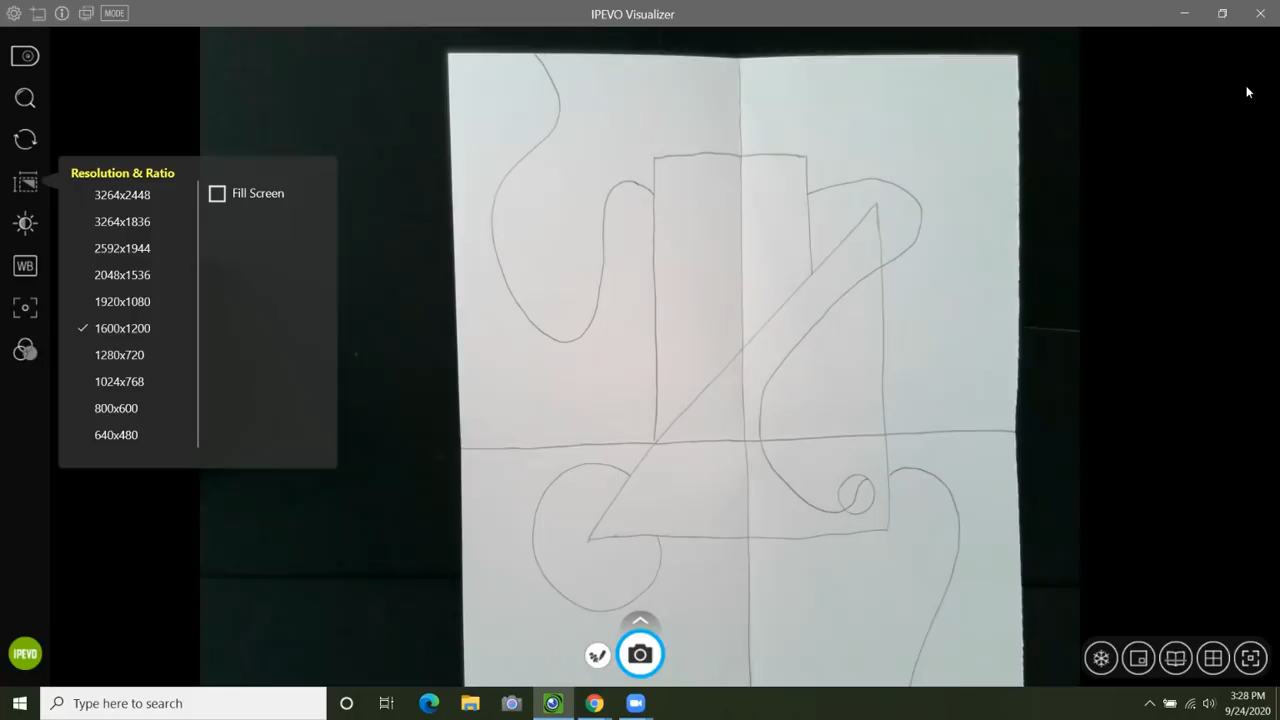 MODE
IPEVO Visualizer
Resolution & Ratio
3264x2448
Fill Screen
3264x1836
2592x1944
2048x1536
1920x1080
WB
1600x1200
1280x720
1024x768
800x600
640x480
IPEVO
Type here to search
3:28 PM
9/24/2020